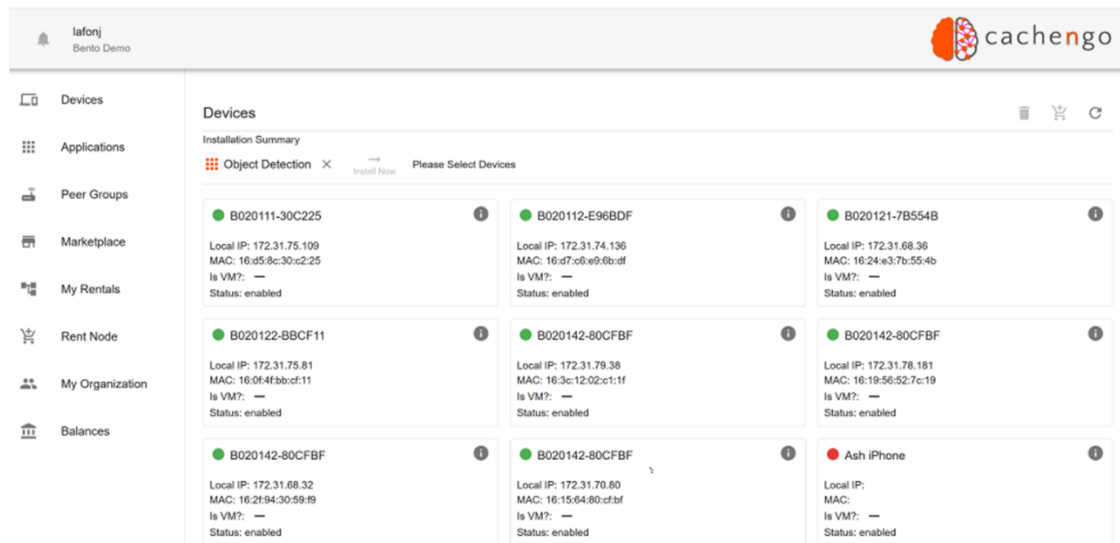 lafonj
Bento Demo
cachengo
Devices
Applications
Peer Groups
Marketplace
My Rentals
Rent Node
My Organization
Balances
Devices
Installation Summary
Object Detection
Install Now
Please Select Devices
B020111-30C225
Local IP: 172.31.75.109
MAC: 16:d5:8c:30:c2:25
Is VM?: —
Status: enabled
B020112-E96BDF
Local IP: 172.31.74.136
MAC: 16:d7:c6:e9:6b:df
Is VM?: —
Status: enabled
B020121-7B554B
Local IP: 172.31.68.36
MAC: 16:24:e3:7b:55:4b
Is VM?: —
Status: enabled
B020122-BBCF11
Local IP: 172.31.75.81
MAC: 16:0f:4f:bb:cf:11
Is VM?: —
Status: enabled
B020142-80CFBF
Local IP: 172.31.79.38
MAC: 16:3c:12:02:c1:1f
Is VM?: —
Status: enabled
B020142-80CFBF
Local IP: 172.31.78.181
MAC: 16:19:56:52:7c:19
Is VM?: —
Status: enabled
B020142-80CFBF
Local IP: 172.31.68.32
MAC: 16:2f:94:30:59:f9
Is VM?: —
Status: enabled
B020142-80CFBF
Local IP: 172.31.70.80
MAC: 16:15:64:80:cf:bf
Is VM?: —
Status: enabled
Ash iPhone
Local IP:
MAC:
Is VM?: —
Status: enabled